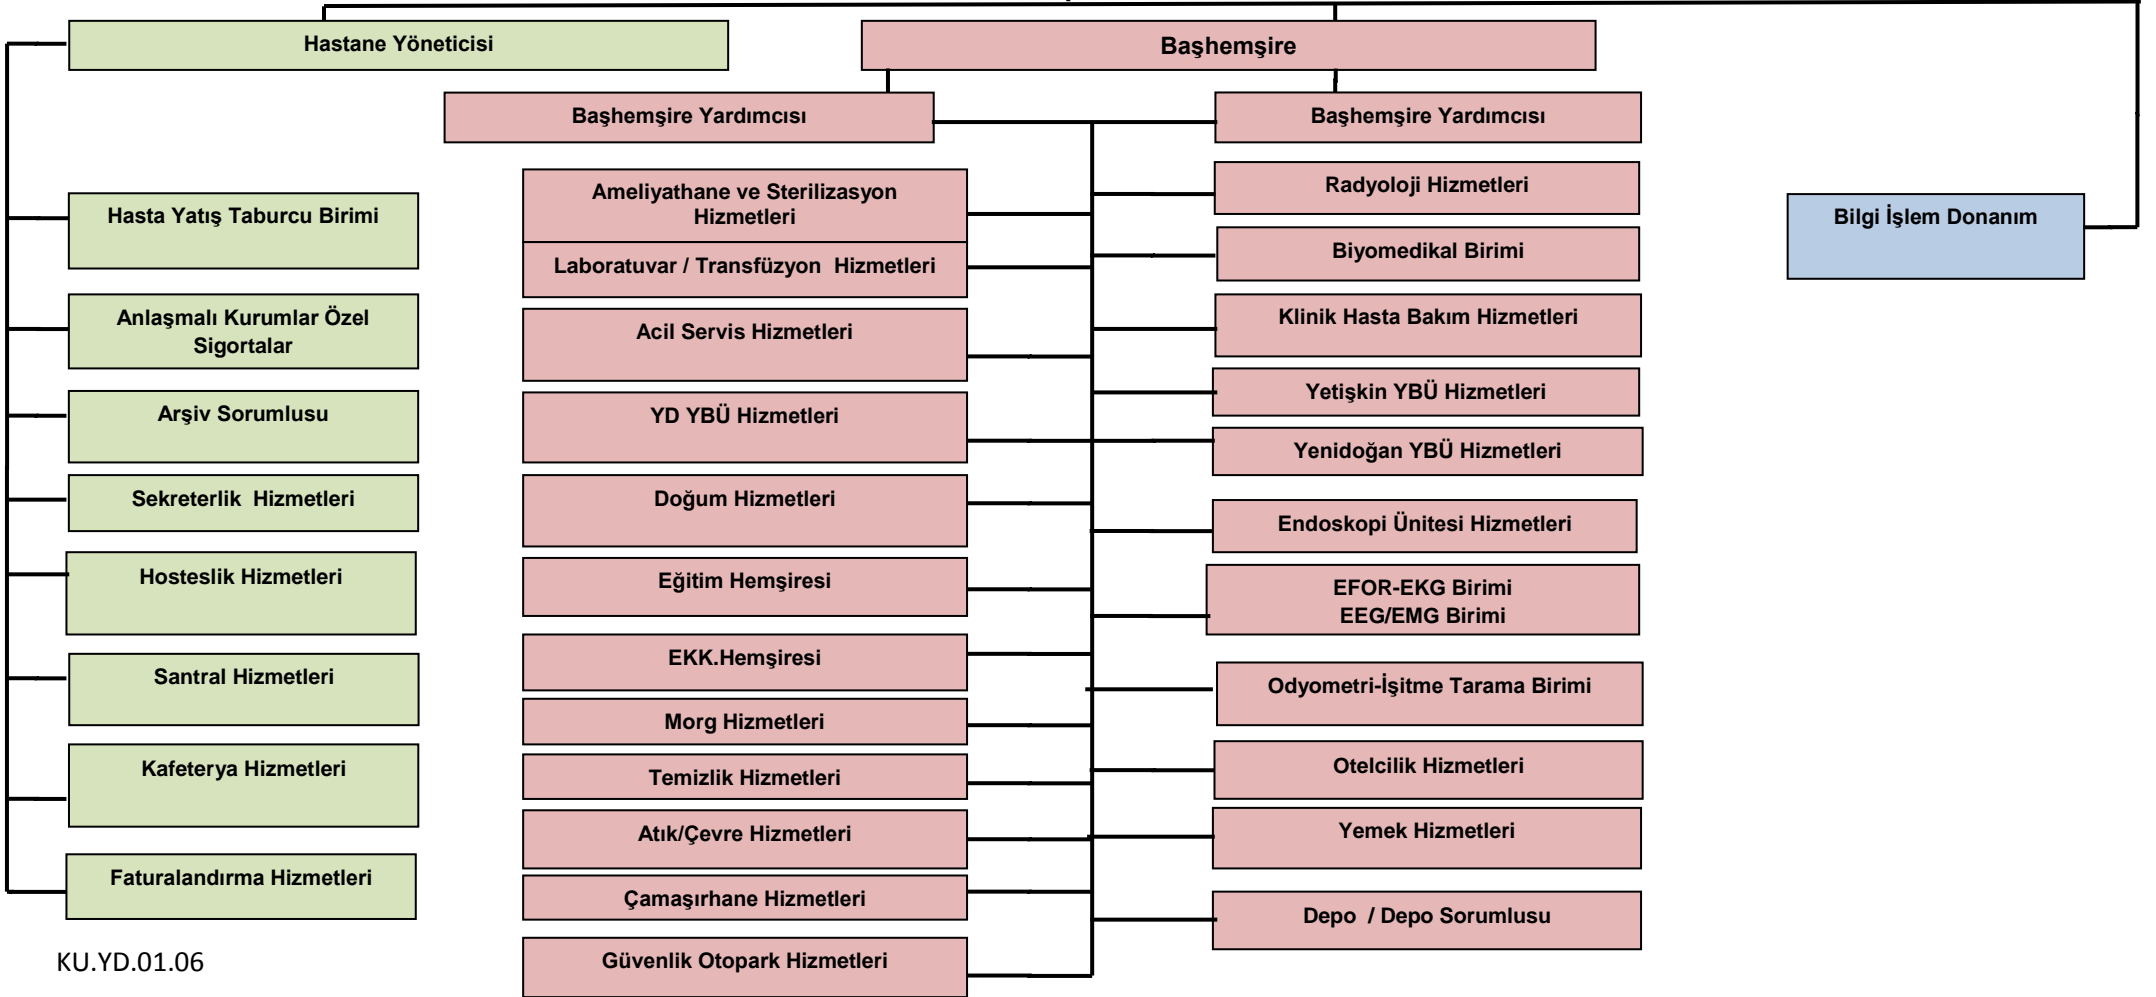 Hastane Yöneticisi
Başhemşire
Başhemşire Yardımcısı
Başhemşire Yardımcısı
Hasta Yatış Taburcu Birimi
Anlaşmalı Kurumlar Özel
Sigortalar
Arşiv Sorumlusu
Sekreterlik  Hizmetleri
Hosteslik Hizmetleri
Santral Hizmetleri
Kafeterya Hizmetleri
Faturalandırma Hizmetleri
Ameliyathane ve Sterilizasyon
Hizmetleri
Laboratuvar / Transfüzyon  Hizmetleri
Acil Servis Hizmetleri
YD YBÜ Hizmetleri
Doğum Hizmetleri
Eğitim Hemşiresi
EKK.Hemşiresi
Morg Hizmetleri
Temizlik Hizmetleri
Atık/Çevre Hizmetleri
Çamaşırhane Hizmetleri
Güvenlik Otopark Hizmetleri
Radyoloji Hizmetleri
Biyomedikal Birimi
Klinik Hasta Bakım Hizmetleri
Yetişkin YBÜ Hizmetleri
Yenidoğan YBÜ Hizmetleri
Endoskopi Ünitesi Hizmetleri
EFOR-EKG Birimi
EEG/EMG Birimi
Odyometri-İşitme Tarama Birimi
Otelcilik Hizmetleri
Yemek Hizmetleri
Depo  / Depo Sorumlusu
Bilgi İşlem Donanım
KU.YD.01.06